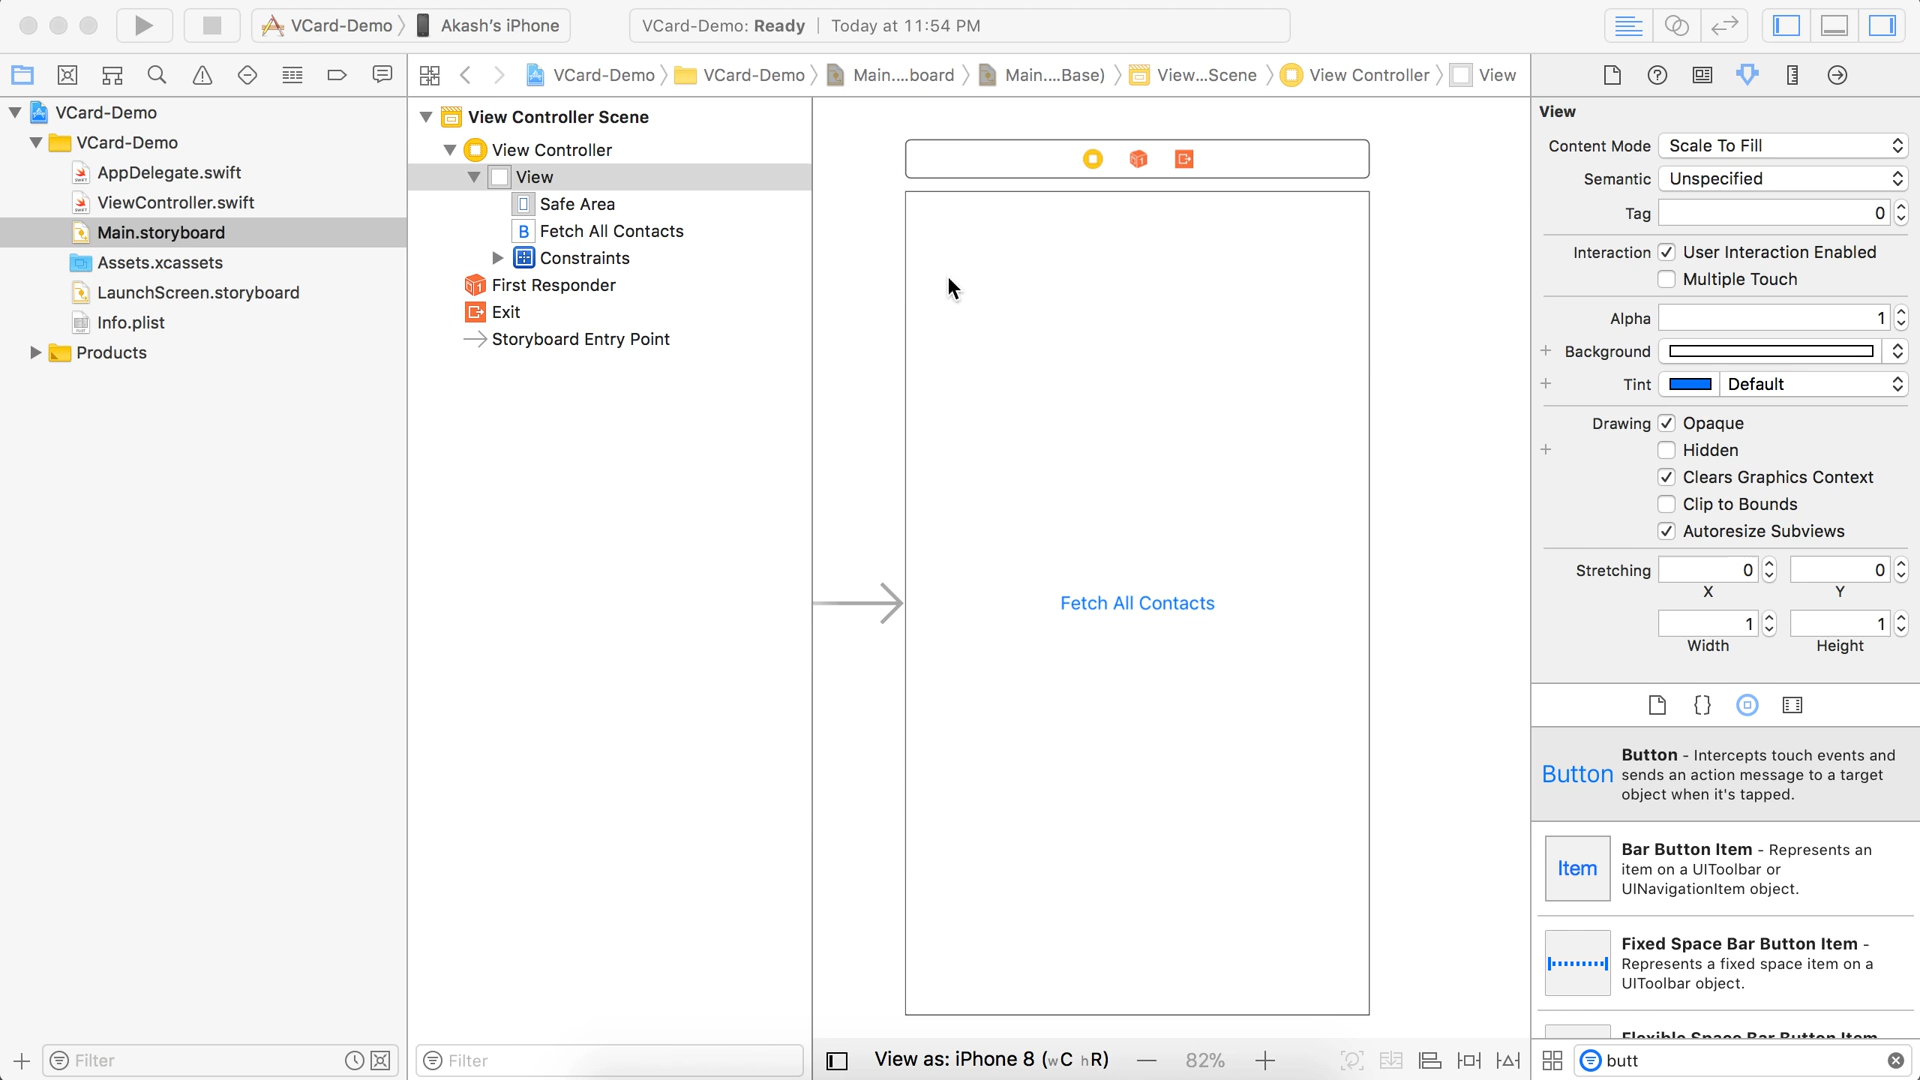 VCard-Demo
Akash's iPhone
VCard-Demo: Ready
Today at 11:54 PM
VCard-Demo
VCard-Demo
Main....board
Main....Base)
View...Scene
View Controller
View
VCard-Demo
VCard-Demo
AppDelegate.swift
ViewController.swift
Main.storyboard
Assets.xcassets
LaunchScreen.storyboard
Info.plist
Products
Filter
View Controller Scene
View Controller
View
Safe Area
B Fetch All Contacts
Constraints
First Responder
Exit
Storyboard Entry Point
Filter
Fetch All Contacts
View as: iPhone 8 (wC hR)
82%
View
Content Mode Scale To Fill
Semantic Unspecified
Tag 0
Interaction User Interaction Enabled
Multiple Touch
Alpha 1
Background
Tint Default
Drawing Opaque
Hidden
Clears Graphics Context
Clip to Bounds
Autoresize Subviews
Stretching 0 0
X Y
1 1
Width Height
{}
Button
Button - Intercepts touch events and
sends an action message to a target
object when it's tapped.
Item
Bar Button Item - Represents an
item on a UIToolbar or
UINavigationItem object.
Fixed Space Bar Button Item -
Represents a fixed space item on a
UIToolbar object.
Flexible Space Bar Button Item
butt